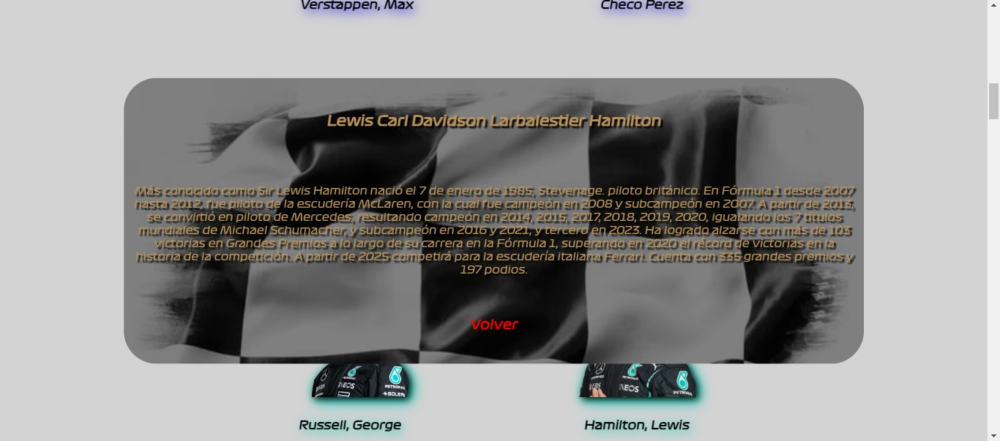 Verstappen, Max
Checo Perez
Lewis Carl Davidson Larbalestier Hamilton
Más conocido como Sir Lewis Hamilton nació el 7 de enero de 1985, Stevenage. piloto británico. En Fórmula 1 desde 2007
hasta 2012, fue piloto de la escudería McLaren, con la cual fue campeón en 2008 y subcampeón en 2007. A partir de 2013,
se convirtió en piloto de Mercedes, resultando campeón en 2014, 2015, 2017, 2018, 2019, 2020, igualando los 7 títulos
mundiales de Michael Schumacher, y subcampeón en 2016 y 2021, y tercero en 2023. Ha logrado alzarse con más de 103
victorias en Grandes Premios a lo largo de su carrera en la Fórmula 1, superando en 2020 el récord de victorias en la
historia de la competición. A partir de 2025 competirá para la escudería italiana Ferrari. Cuenta con 335 grandes premios y
197 podios.
Volver
INEOS
PETRONAS
INEOS
Russell, George
Hamilton, Lewis